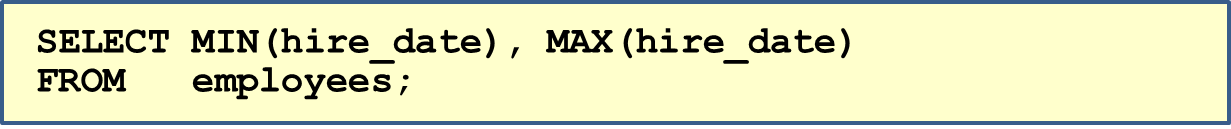 SELECT MIN(hire_date), MAX(hire_date)
FROM   employees;